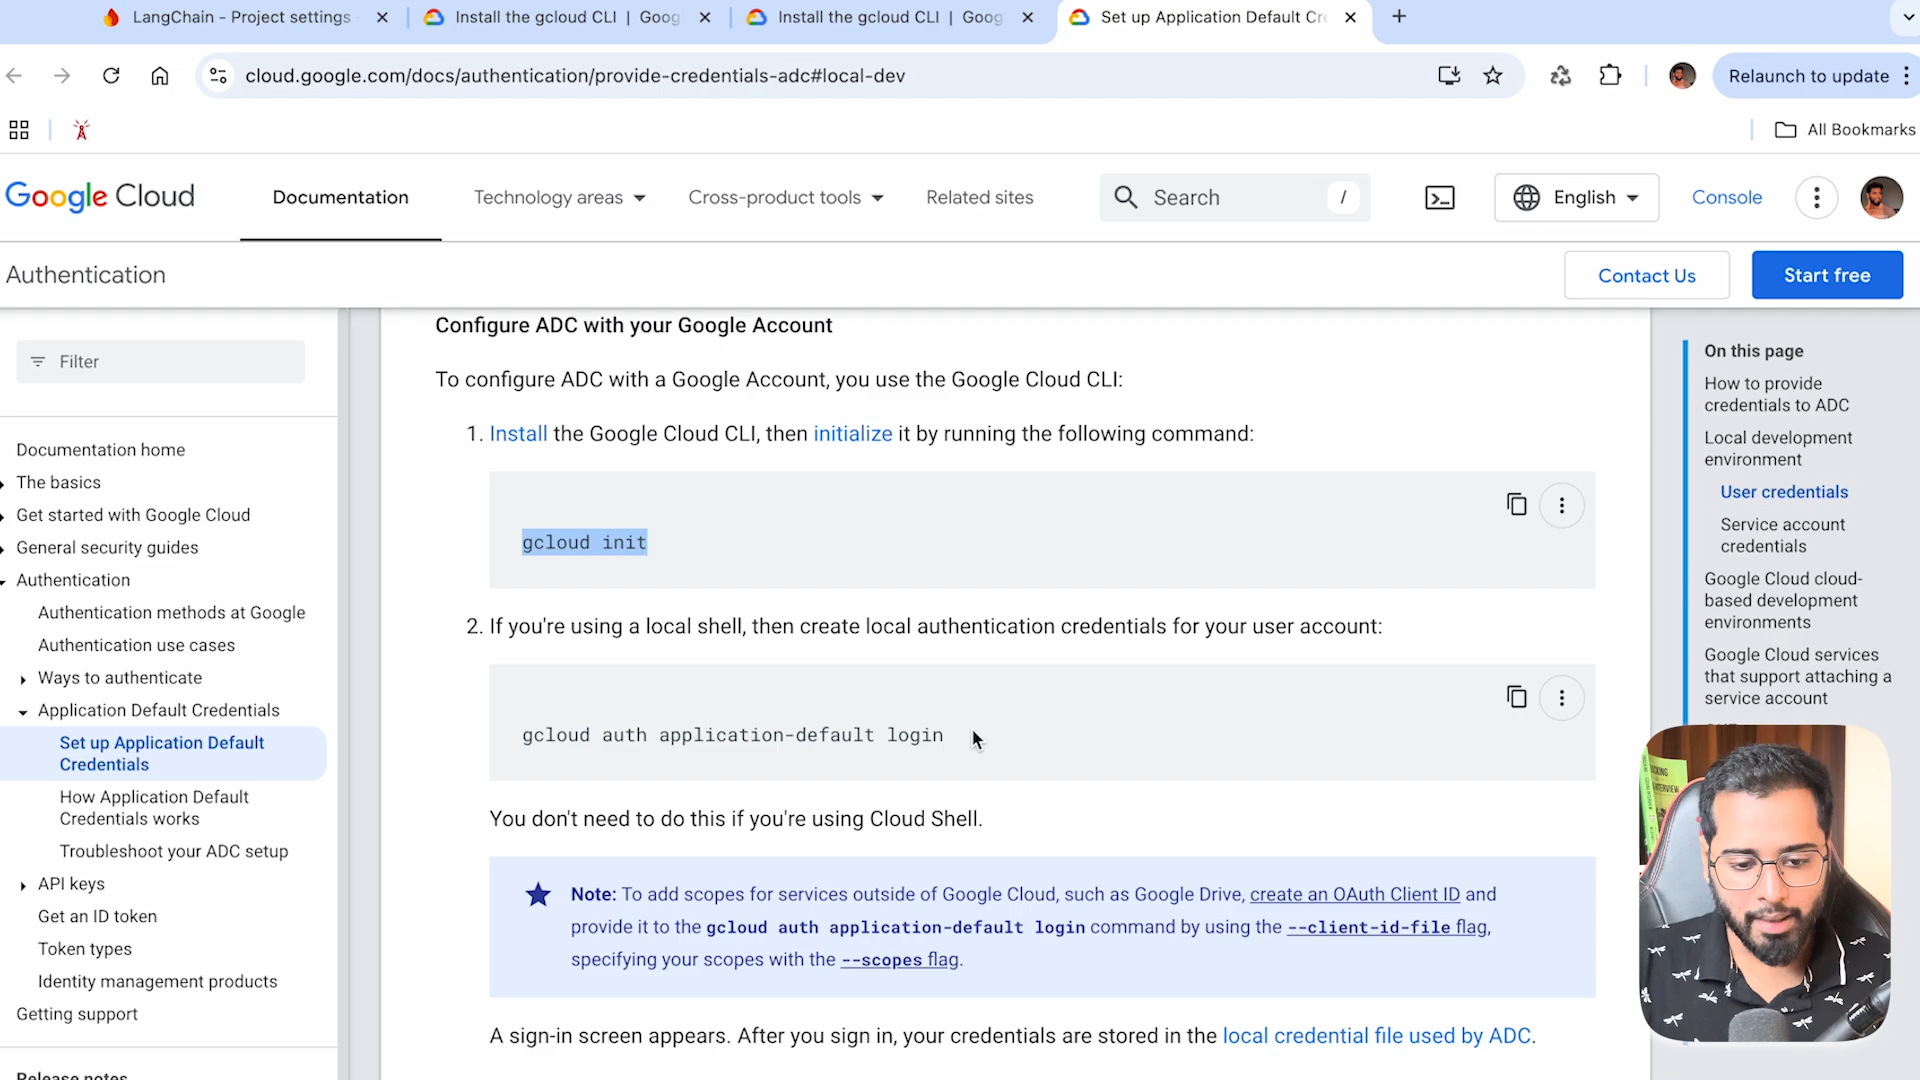 LangChain - Project settings
Install the gcloud CLI | Goog
Install the gcloud CLI | Goog
Set up Application Default Cr
cloud.google.com/docs/authentication/provide-credentials-adc#local-dev
Relaunch to update
All Bookmarks
Google Cloud
Documentation
Technology areas
Cross-product tools
Related sites
Search
/
English
Console
Authentication
Contact Us
Start free
Filter
Documentation home
The basics
Get started with Google Cloud
General security guides
Authentication
Authentication methods at Google
Authentication use cases
Ways to authenticate
Application Default Credentials
Set up Application Default
Credentials
How Application Default
Credentials works
Troubleshoot your ADC setup
API keys
Get an ID token
Token types
Identity management products
Getting support
Release notes
Configure ADC with your Google Account
To configure ADC with a Google Account, you use the Google Cloud CLI:
1. Install the Google Cloud CLI, then initialize it by running the following command:
gcloud init
2. If you're using a local shell, then create local authentication credentials for your user account:
gcloud auth application-default login
You don't need to do this if you're using Cloud Shell.
Note: To add scopes for services outside of Google Cloud, such as Google Drive, create an OAuth Client ID and
provide it to the gcloud auth application-default login command by using the --client-id-file flag,
specifying your scopes with the --scopes flag.
A sign-in screen appears. After you sign in, your credentials are stored in the local credential file used by ADC.
On this page
How to provide
credentials to ADC
Local development
environment
User credentials
Service account
credentials
Google Cloud cloud-
based development
environments
Google Cloud services
that support attaching a
service account